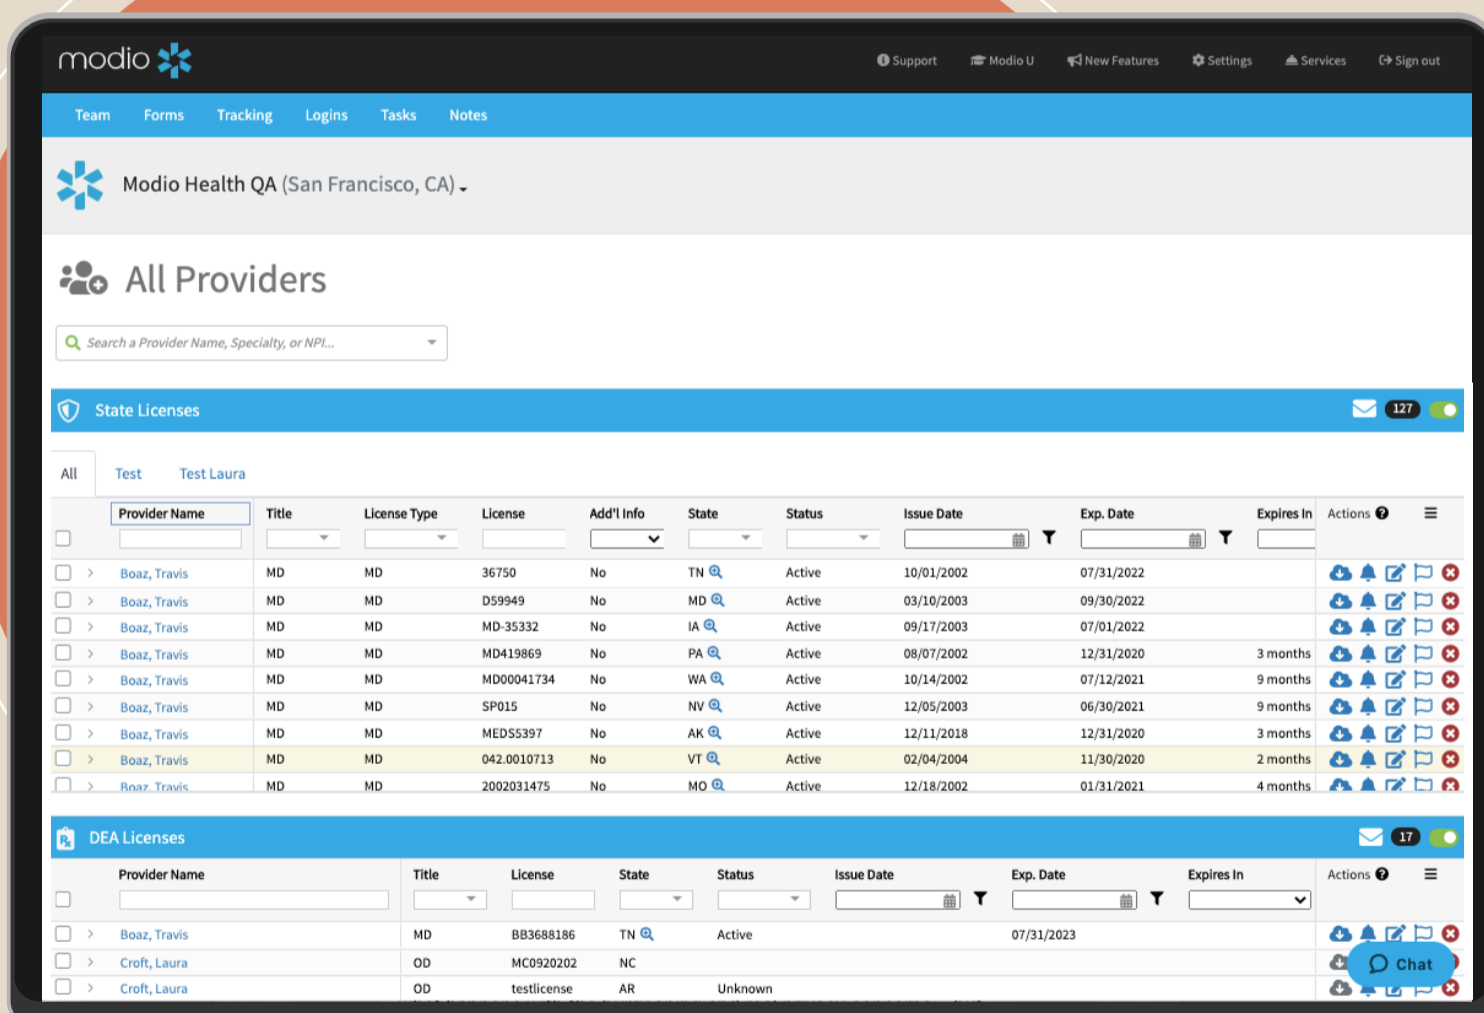 modio
Support Modio U New Features Settings Services Sign out
Team Forms Tracking Logins Tasks Notes
Modio Health QA (San Francisco, CA)
All Providers
Search a Provider Name, Specialty, or NPI...
State Licenses 127
All Test Test Laura
Provider Name Title License Type License Add'l Info State Status Issue Date Exp. Date Expires In Actions
Boaz, Travis MD MD 36750 No TN Active 10/01/2002 07/31/2022
Boaz, Travis MD MD D59949 No MD Active 03/10/2003 09/30/2022
Boaz, Travis MD MD MD-35332 No IA Active 09/17/2003 07/01/2022
Boaz, Travis MD MD MD419869 No PA Active 08/07/2002 12/31/2020 3 months
Boaz, Travis MD MD MD00041734 No WA Active 10/14/2002 07/12/2021 9 months
Boaz, Travis MD MD SP015 No NV Active 12/05/2003 06/30/2021 9 months
Boaz, Travis MD MD MEDS5397 No AK Active 12/11/2018 12/31/2020 3 months
Boaz, Travis MD MD 042.0010713 No VT Active 02/04/2004 11/30/2020 2 months
Boaz, Travis MD MD 2002031475 No MO Active 12/18/2002 01/31/2021 4 months
Rx DEA Licenses 17
Provider Name Title License State Status Issue Date Exp. Date Expires In Actions
Boaz, Travis MD BB3688186 TN Active 07/31/2023
Croft, Laura OD MC0920202 NC
Chat
Croft, Laura OD testlicense AR Unknown